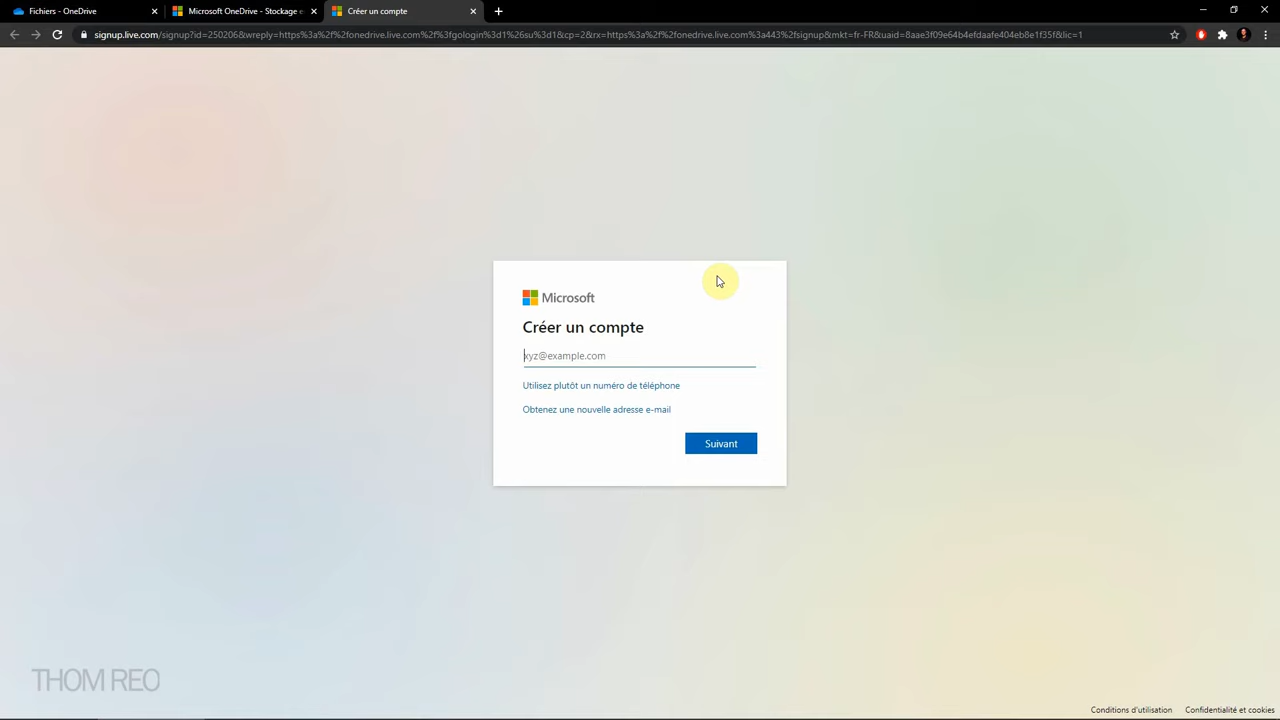 Fichiers - OneDrive
Microsoft OneDrive - Stockage e
Créer un compte
signup.live.com/signup?id=250206&wreply=https%3a%2f%2fonedrive.live.com%2f%3fgologin%3d1%26su%3d1&cp=2&rx=https%3a%2f%2fonedrive.live.com%3a443%2fsignup&mkt=fr-FR&uaid=8aae3f09e64b4efdaafe404eb8e1f35f&lic=1
Microsoft
Créer un compte
xyz@example.com
Utilisez plutôt un numéro de téléphone
Obtenez une nouvelle adresse e-mail
Suivant
THOM REO
Conditions d'utilisation Confidentialité et cookies